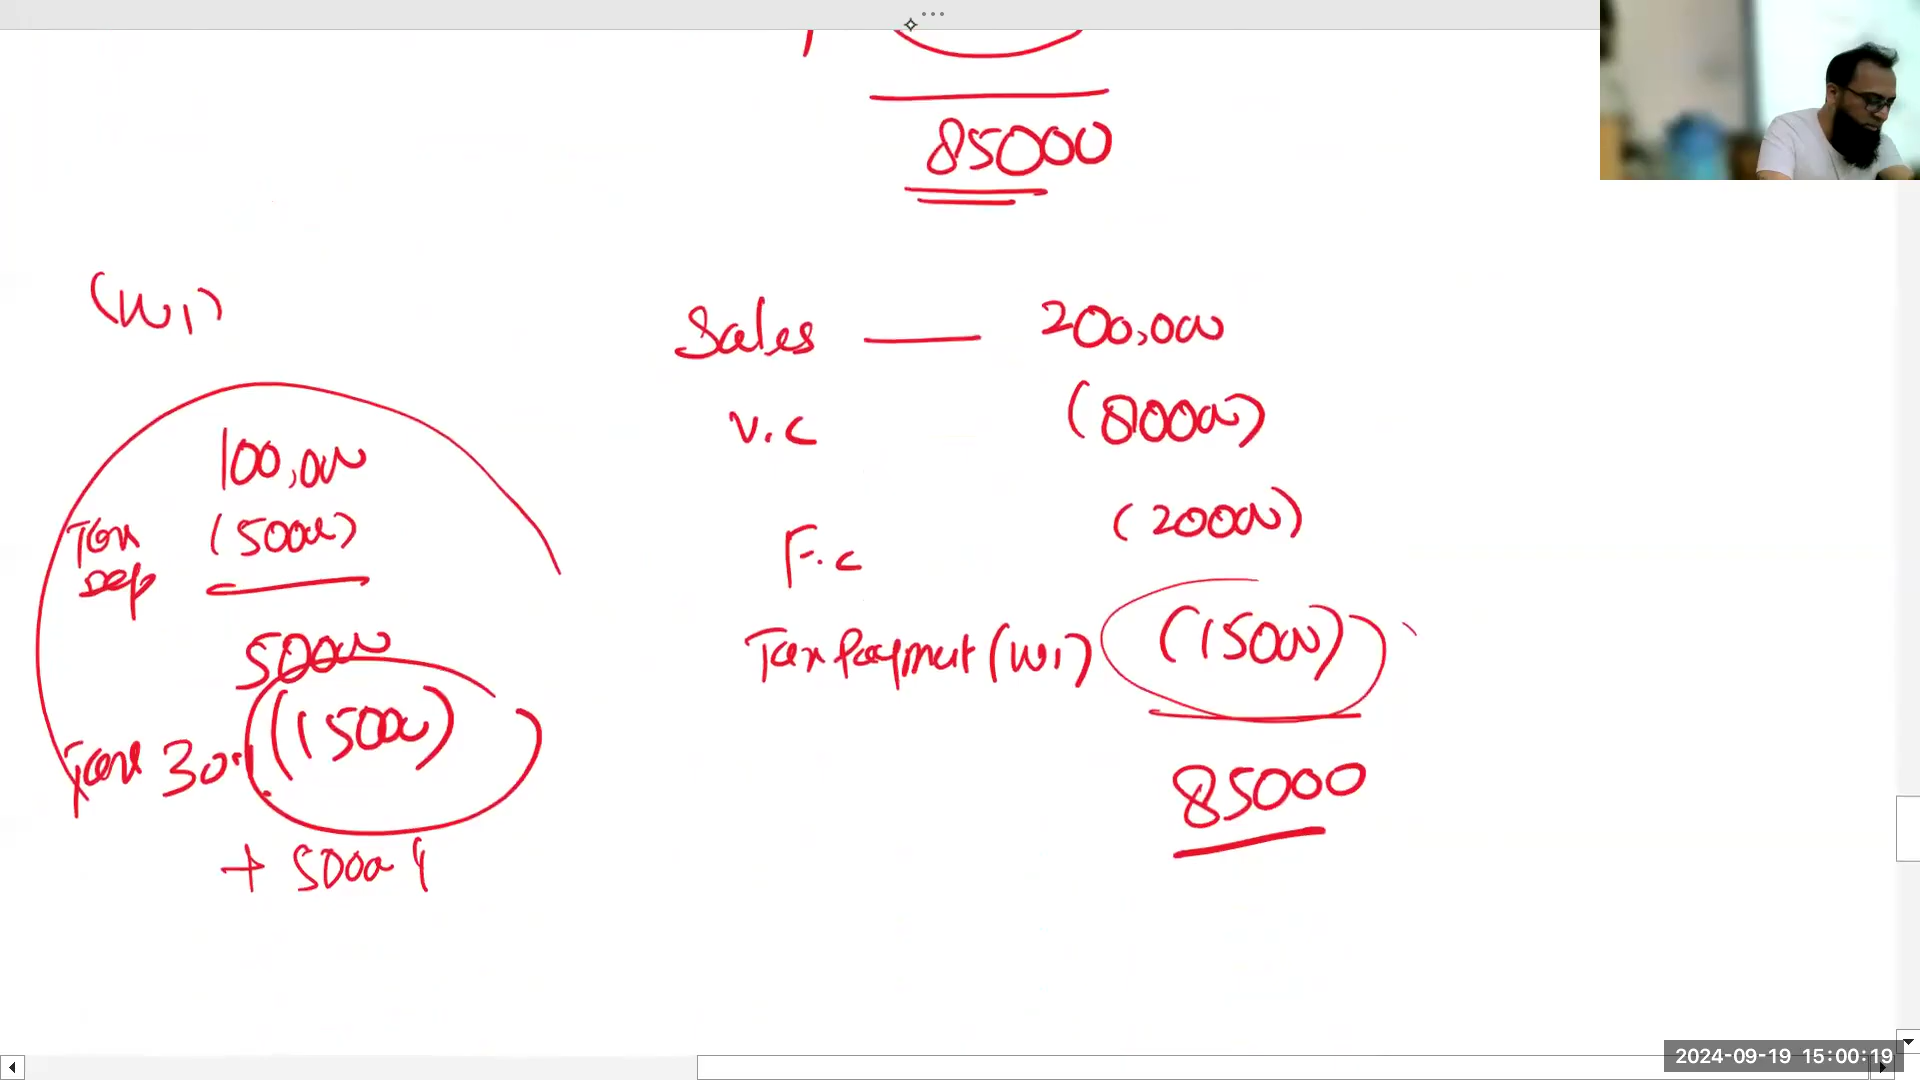 85000
(W1)
Sales — 200,000
V.C (80000)
100,000
Tax Dep (50000)
F.C (20000)
50000
Tax Payment (W1) (15000)
Tax 30% (15000)
85000
+ 50000
2024-09-19 15:00:19